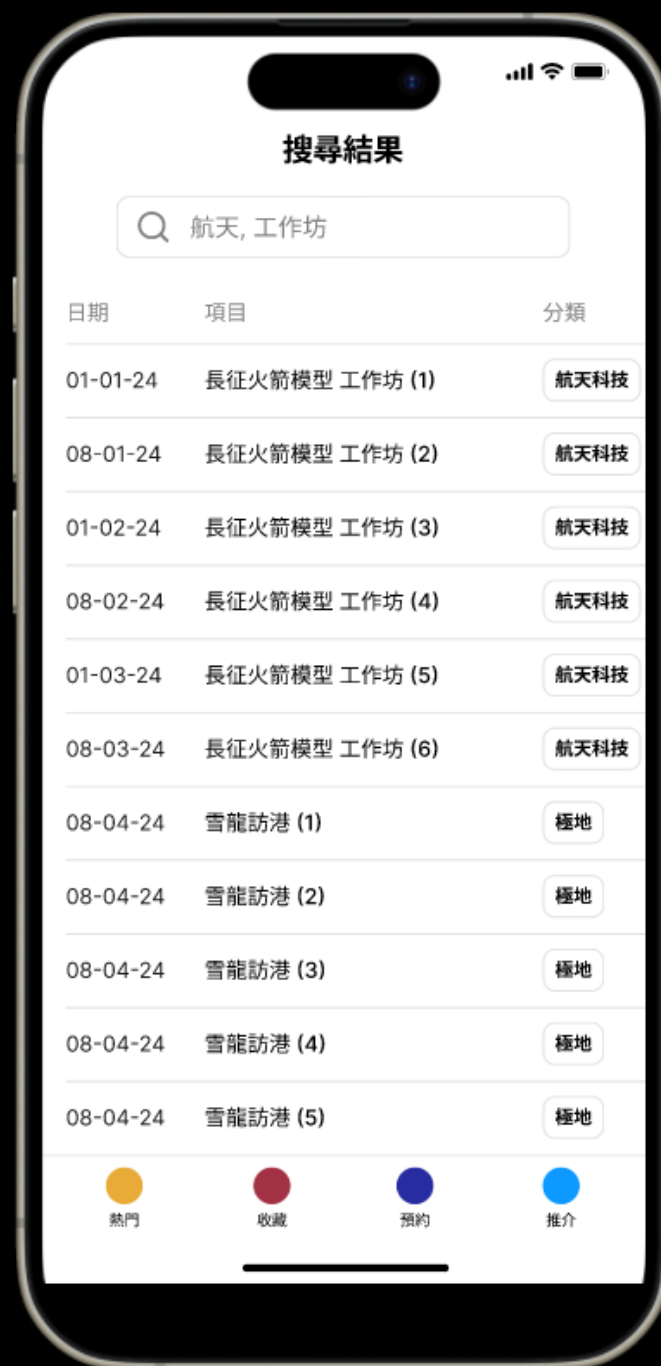 搜尋結果
航天, 工作坊
日期 項目 分類
01-01-24 長征火箭模型 工作坊 (1) 航天科技
08-01-24 長征火箭模型 工作坊 (2) 航天科技
01-02-24 長征火箭模型 工作坊 (3) 航天科技
08-02-24 長征火箭模型 工作坊 (4) 航天科技
01-03-24 長征火箭模型 工作坊 (5) 航天科技
08-03-24 長征火箭模型 工作坊 (6) 航天科技
08-04-24 雪龍訪港 (1) 極地
08-04-24 雪龍訪港 (2) 極地
08-04-24 雪龍訪港 (3) 極地
08-04-24 雪龍訪港 (4) 極地
08-04-24 雪龍訪港 (5) 極地
熱門 收藏 預約 推介